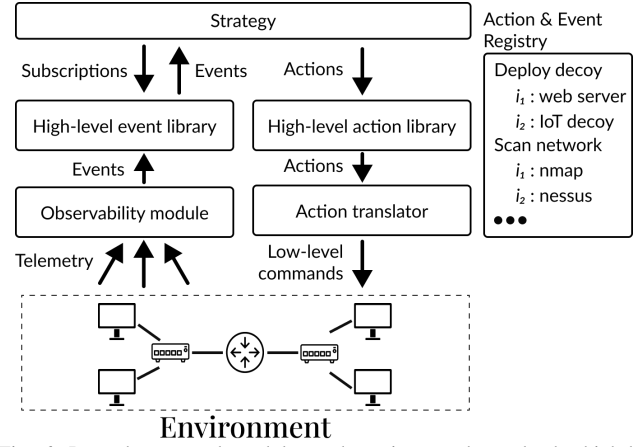 Strategy
Subscriptions
Events
Actions
High-level event library
High-level action library
Events
Actions
Observability module
Action translator
Telemetry
Low-level
commands
Environment
Action & Event
Registry
Deploy decoy
i₁ : web server
i₂ : IoT decoy
Scan network
i₁ : nmap
i₂ : nessus
●●●